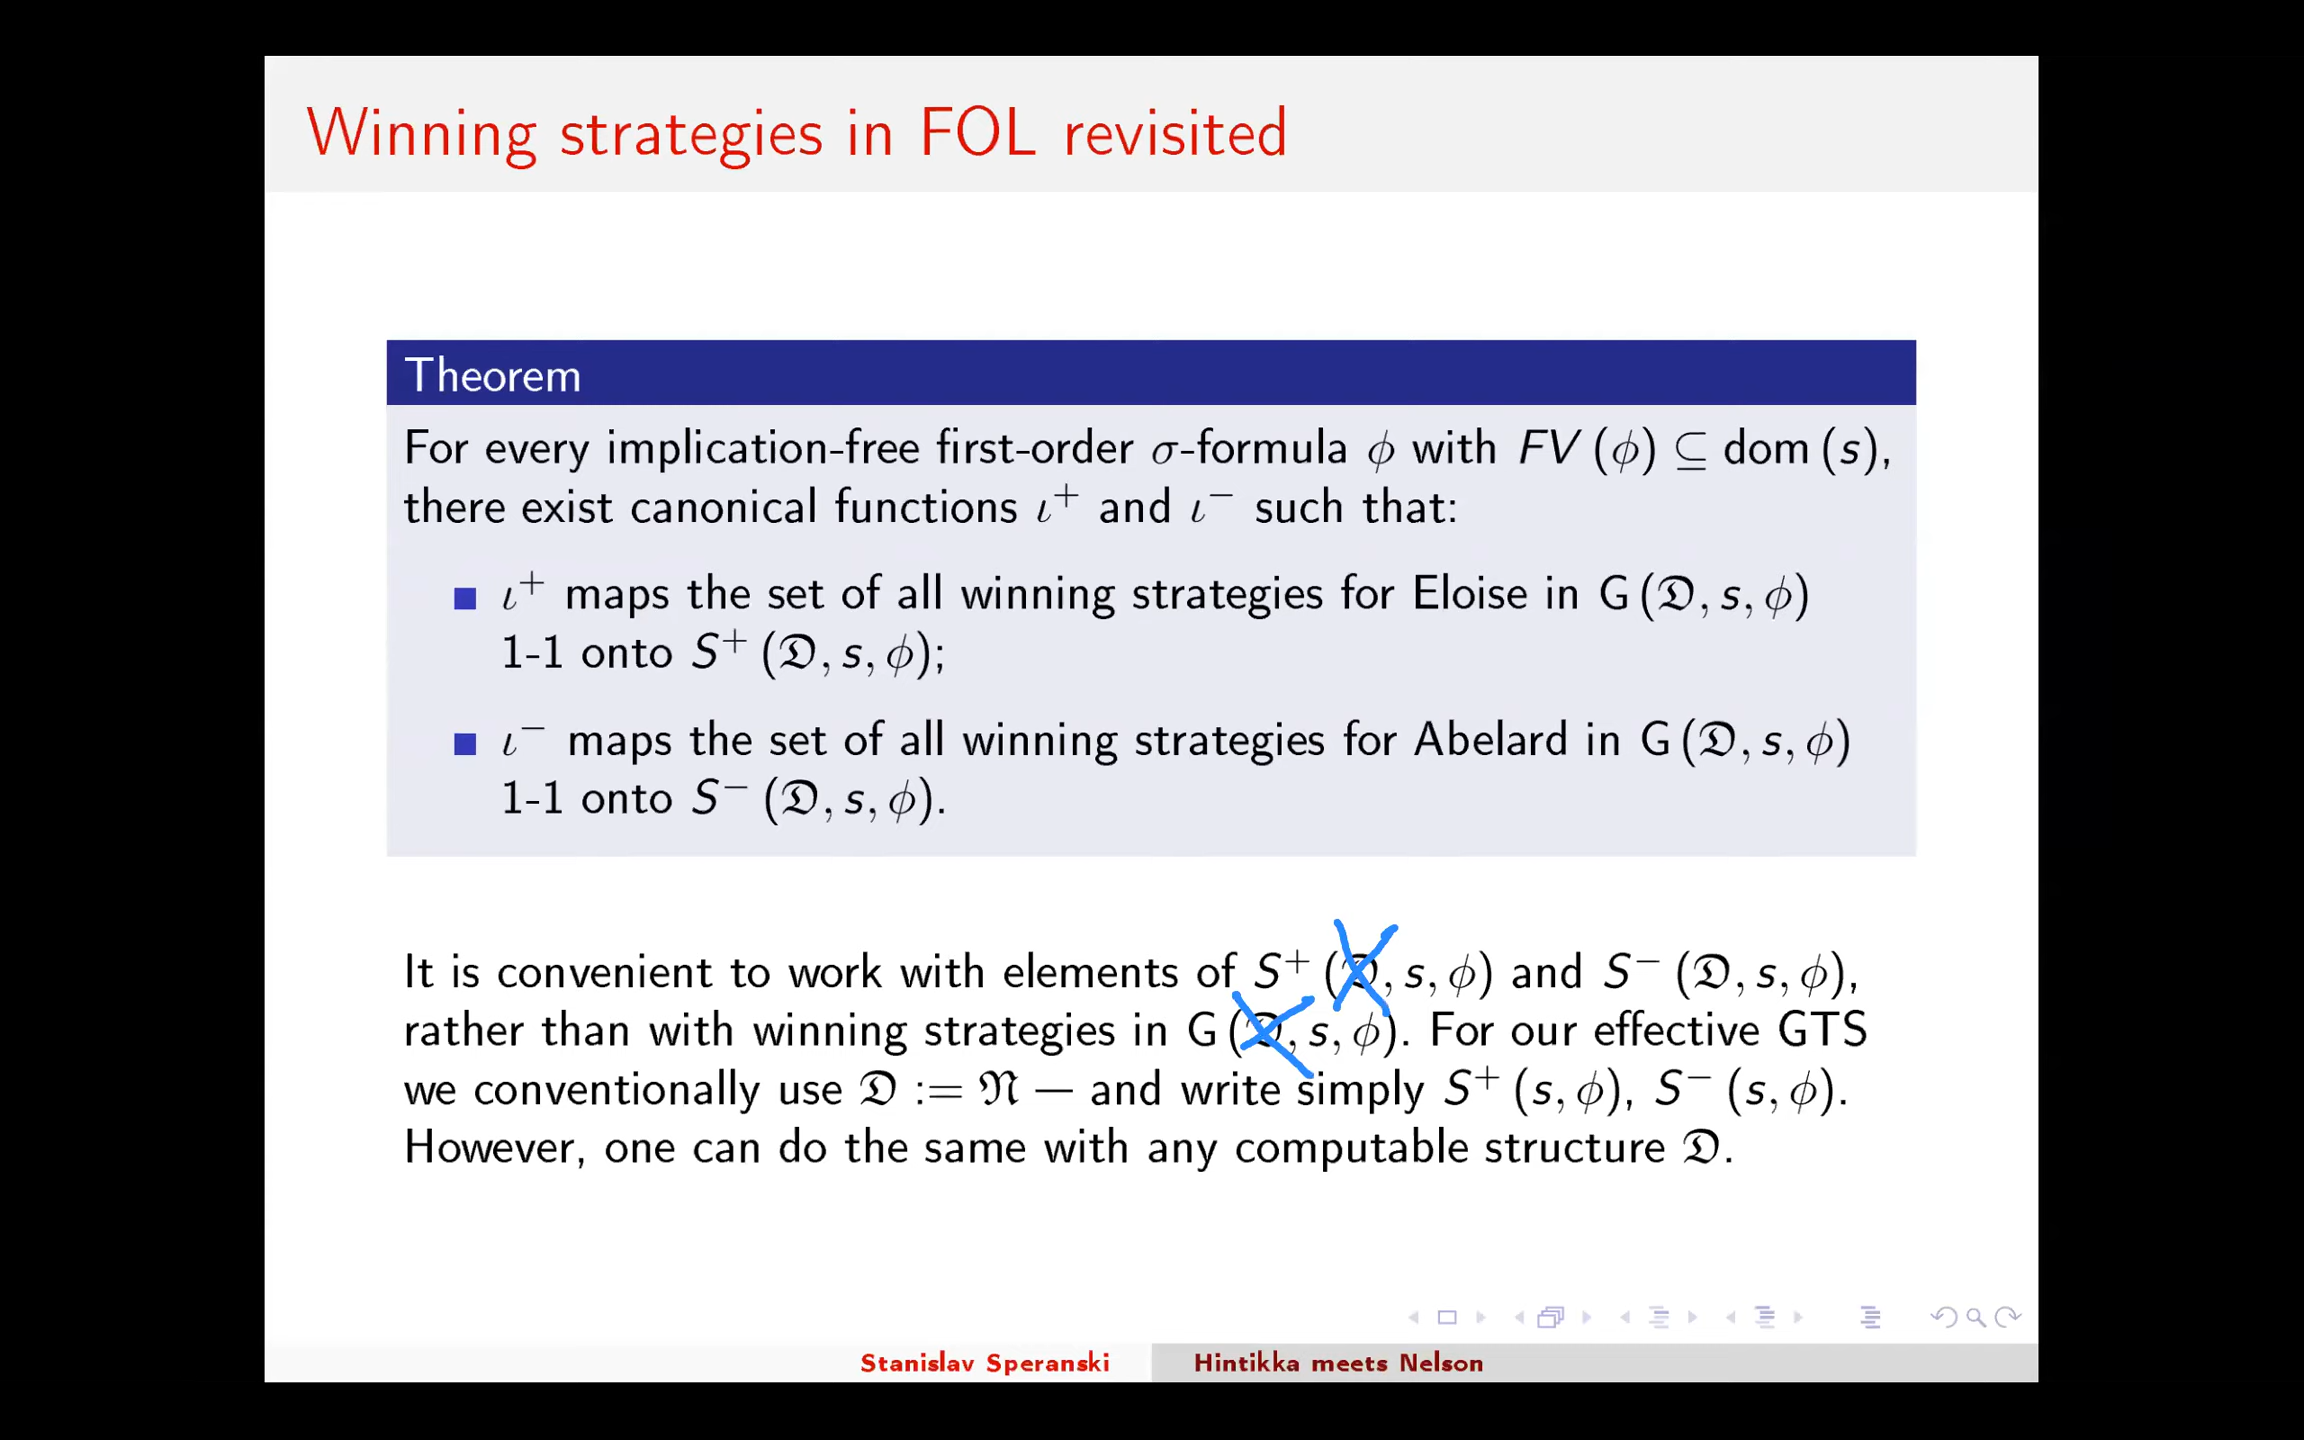 Winning strategies in FOL revisited
Theorem
For every implication-free first-order σ-formula ϕ with FV (ϕ) ⊆ dom (s),
there exist canonical functions ι⁺ and ι⁻ such that:
ι⁺ maps the set of all winning strategies for Eloise in G (𝔇, s, ϕ)
1-1 onto S⁺ (𝔇, s, ϕ);
ι⁻ maps the set of all winning strategies for Abelard in G (𝔇, s, ϕ)
1-1 onto S⁻ (𝔇, s, ϕ).
It is convenient to work with elements of S⁺ (𝔇, s, ϕ) and S⁻ (𝔇, s, ϕ),
rather than with winning strategies in G (𝔇, s, ϕ). For our effective GTS
we conventionally use 𝔇 := 𝔑 — and write simply S⁺ (s, ϕ), S⁻ (s, ϕ).
However, one can do the same with any computable structure 𝔇.
Stanislav Speranski
Hintikka meets Nelson